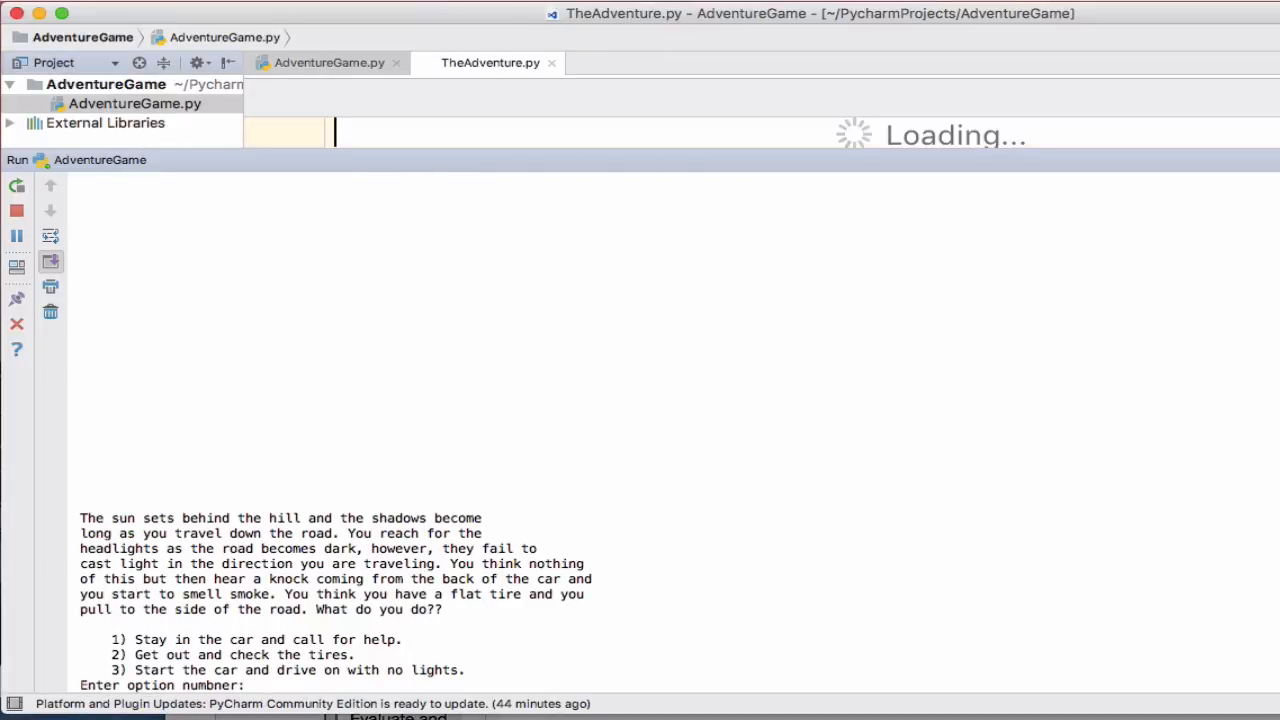 TheAdventure.py - AdventureGame - [~/PycharmProjects/AdventureGame]
AdventureGame
AdventureGame.py
Project
AdventureGame.py
TheAdventure.py
AdventureGame ~/Pycharm
AdventureGame.py
External Libraries
Loading...
Run AdventureGame
The sun sets behind the hill and the shadows become
long as you travel down the road. You reach for the
headlights as the road becomes dark, however, they fail to
cast light in the direction you are traveling. You think nothing
of this but then hear a knock coming from the back of the car and
you start to smell smoke. You think you have a flat tire and you
pull to the side of the road. What do you do??
1) Stay in the car and call for help.
2) Get out and check the tires.
3) Start the car and drive on with no lights.
Enter option numbner:
Platform and Plugin Updates: PyCharm Community Edition is ready to update. (44 minutes ago)
Evaluate and